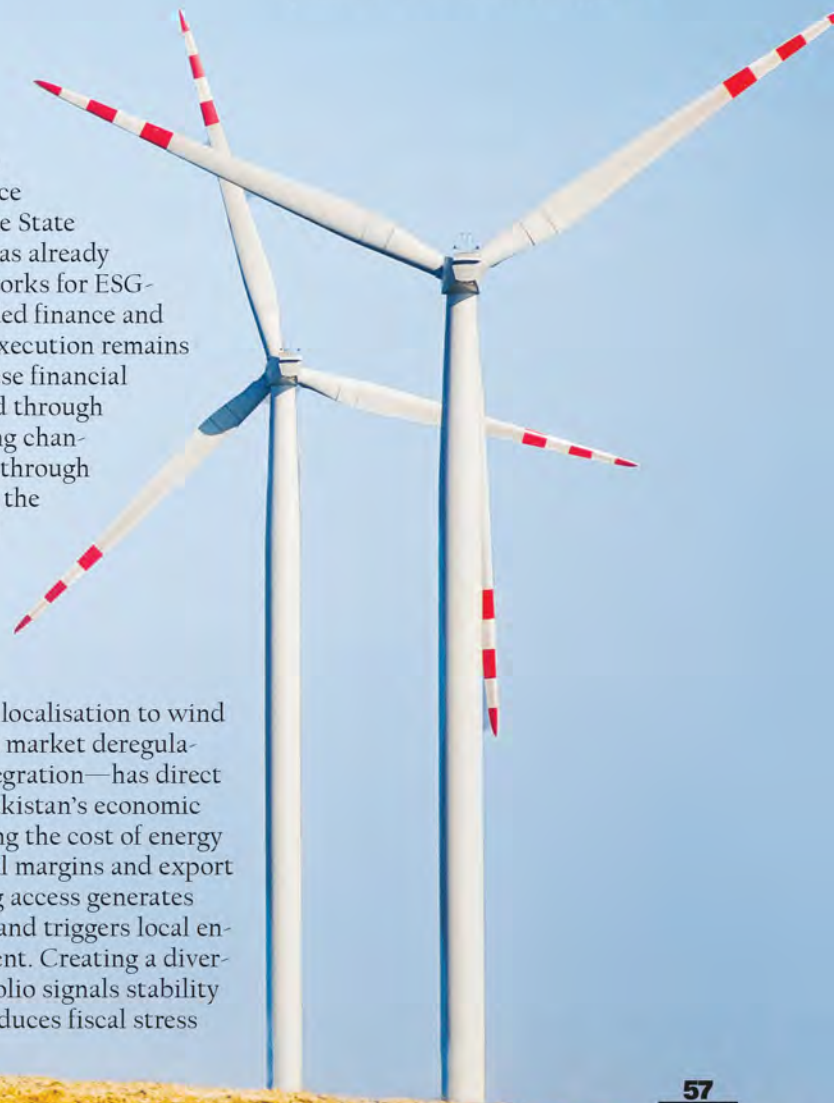 ce
e State
as already
orks for ESG-
ed finance and
xecution remains
se financial
d through
ng chan-
through
the
localisation to wind
market deregula-
egration—has direct
kistan's economic
ng the cost of energy
l margins and export
g access generates
and triggers local en-
ent. Creating a diver-
olio signals stability
duces fiscal stress
57